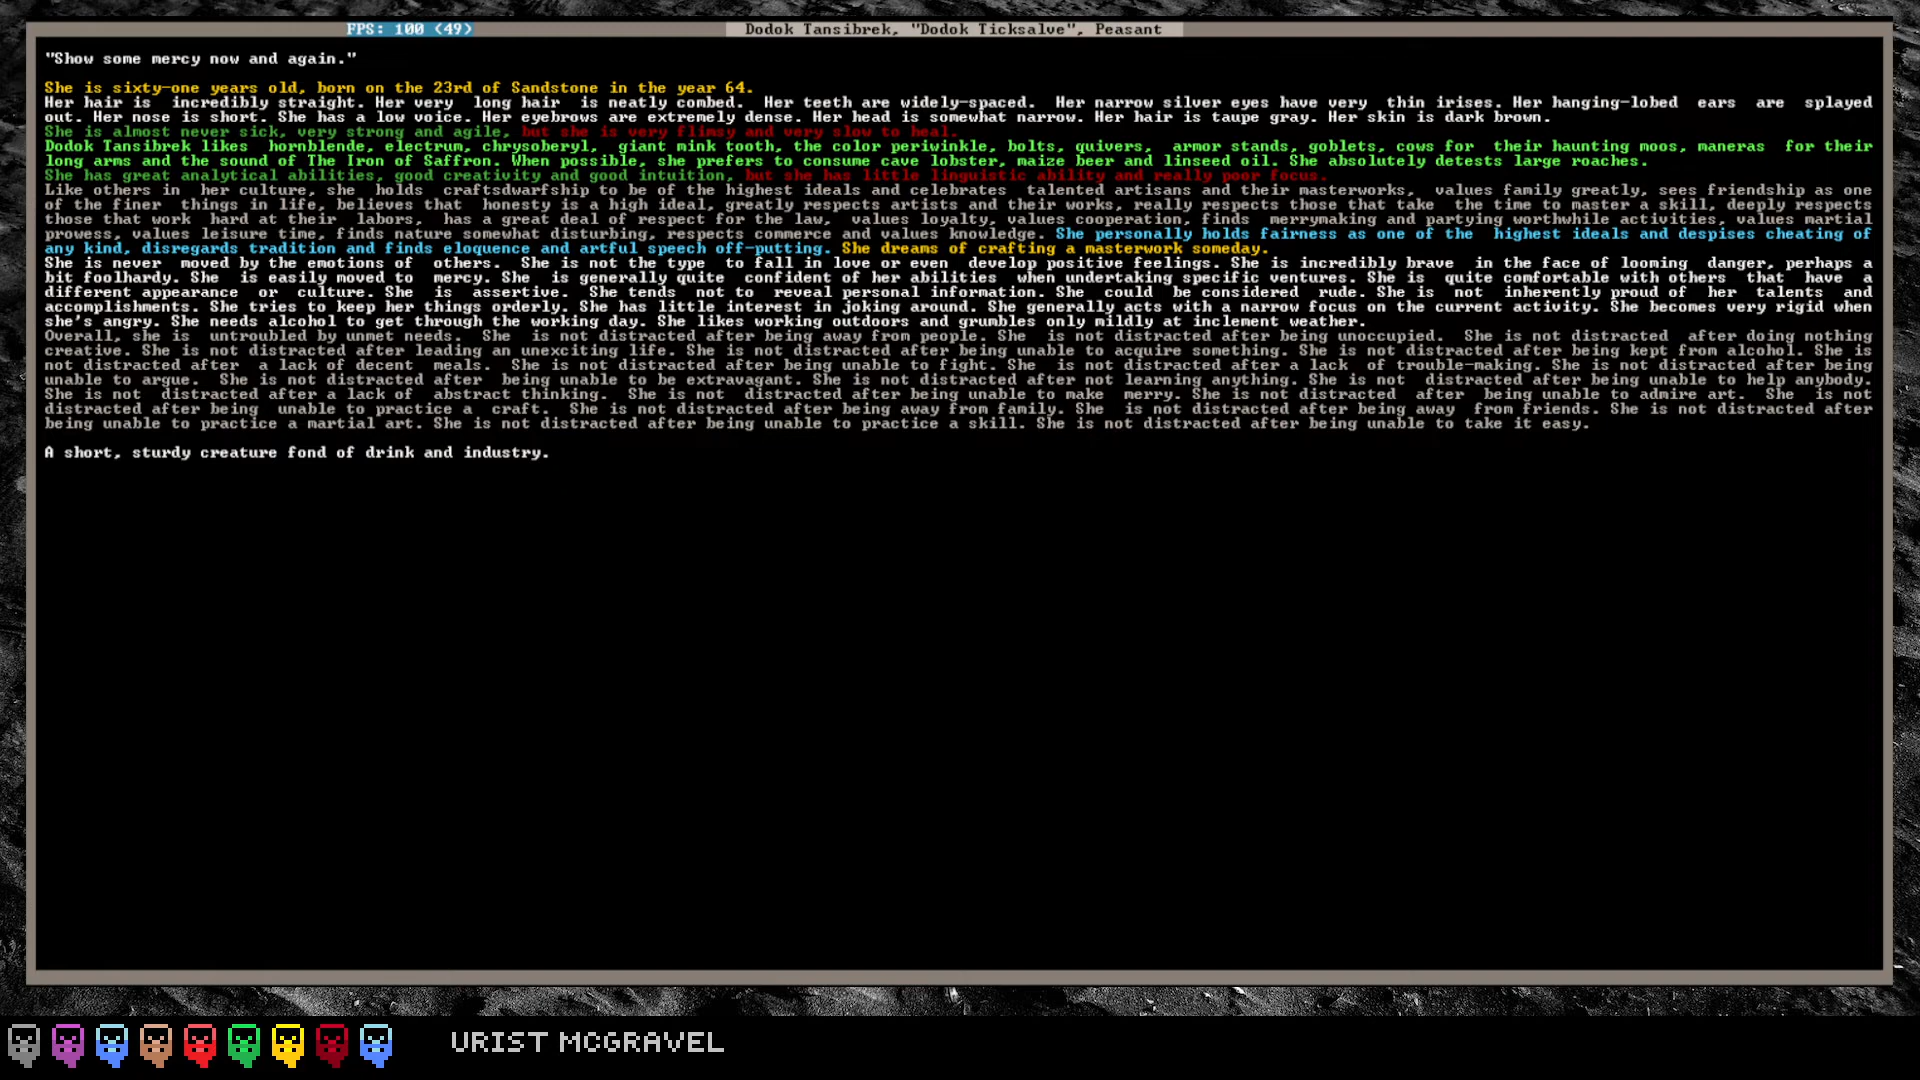 FPS: 100 (49)
Dodok Tansibrek, "Dodok Ticksalve", Peasant
"Show some mercy now and again."
She is sixty-one years old, born on the 23rd of Sandstone in the year 64.
Her hair is incredibly straight. Her very long hair is neatly combed. Her teeth are widely-spaced. Her narrow silver eyes have very thin irises. Her hanging-lobed ears are splayed
out. Her nose is short. She has a low voice. Her eyebrows are extremely dense. Her head is somewhat narrow. Her hair is taupe gray. Her skin is dark brown.
She is almost never sick, very strong and agile, but she is very flimsy and very slow to heal.
Dodok Tansibrek likes hornblende, electrum, chrysoberyl, giant mink tooth, the color periwinkle, bolts, quivers, armor stands, goblets, cows for their haunting moos, maneras for their
long arms and the sound of The Iron of Saffron. When possible, she prefers to consume cave lobster, maize beer and linseed oil. She absolutely detests large roaches.
She has great analytical abilities, good creativity and good intuition, but she has little linguistic ability and really poor focus.
Like others in her culture, she holds craftsdwarfship to be of the highest ideals and celebrates talented artisans and their masterworks, values family greatly, sees friendship as one
of the finer things in life, believes that honesty is a high ideal, greatly respects artists and their works, really respects those that take the time to master a skill, deeply respects
those that work hard at their labors, has a great deal of respect for the law, values loyalty, values cooperation, finds merrymaking and partying worthwhile activities, values martial
prowess, values leisure time, finds nature somewhat disturbing, respects commerce and values knowledge. She personally holds fairness as one of the highest ideals and despises cheating of
any kind, disregards tradition and finds eloquence and artful speech off-putting. She dreams of crafting a masterwork someday.
She is never moved by the emotions of others. She is not the type to fall in love or even develop positive feelings. She is incredibly brave in the face of looming danger, perhaps a
bit foolhardy. She is easily moved to mercy. She is generally quite confident of her abilities when undertaking specific ventures. She is quite comfortable with others that have a
different appearance or culture. She is assertive. She tends not to reveal personal information. She could be considered rude. She is not inherently proud of her talents and
accomplishments. She tries to keep her things orderly. She has little interest in joking around. She generally acts with a narrow focus on the current activity. She becomes very rigid when
she's angry. She needs alcohol to get through the working day. She likes working outdoors and grumbles only mildly at inclement weather.
Overall, she is untroubled by unmet needs. She is not distracted after being away from people. She is not distracted after being unoccupied. She is not distracted after doing nothing
creative. She is not distracted after leading an unexciting life. She is not distracted after being unable to acquire something. She is not distracted after being kept from alcohol. She is
not distracted after a lack of decent meals. She is not distracted after being unable to fight. She is not distracted after a lack of trouble-making. She is not distracted after being
unable to argue. She is not distracted after being unable to be extravagant. She is not distracted after not learning anything. She is not distracted after being unable to help anybody.
She is not distracted after a lack of abstract thinking. She is not distracted after being unable to make merry. She is not distracted after being unable to admire art. She is not
distracted after being unable to practice a craft. She is not distracted after being away from family. She is not distracted after being away from friends. She is not distracted after
being unable to practice a martial art. She is not distracted after being unable to practice a skill. She is not distracted after being unable to take it easy.
A short, sturdy creature fond of drink and industry.
URIST MCGRAVEL